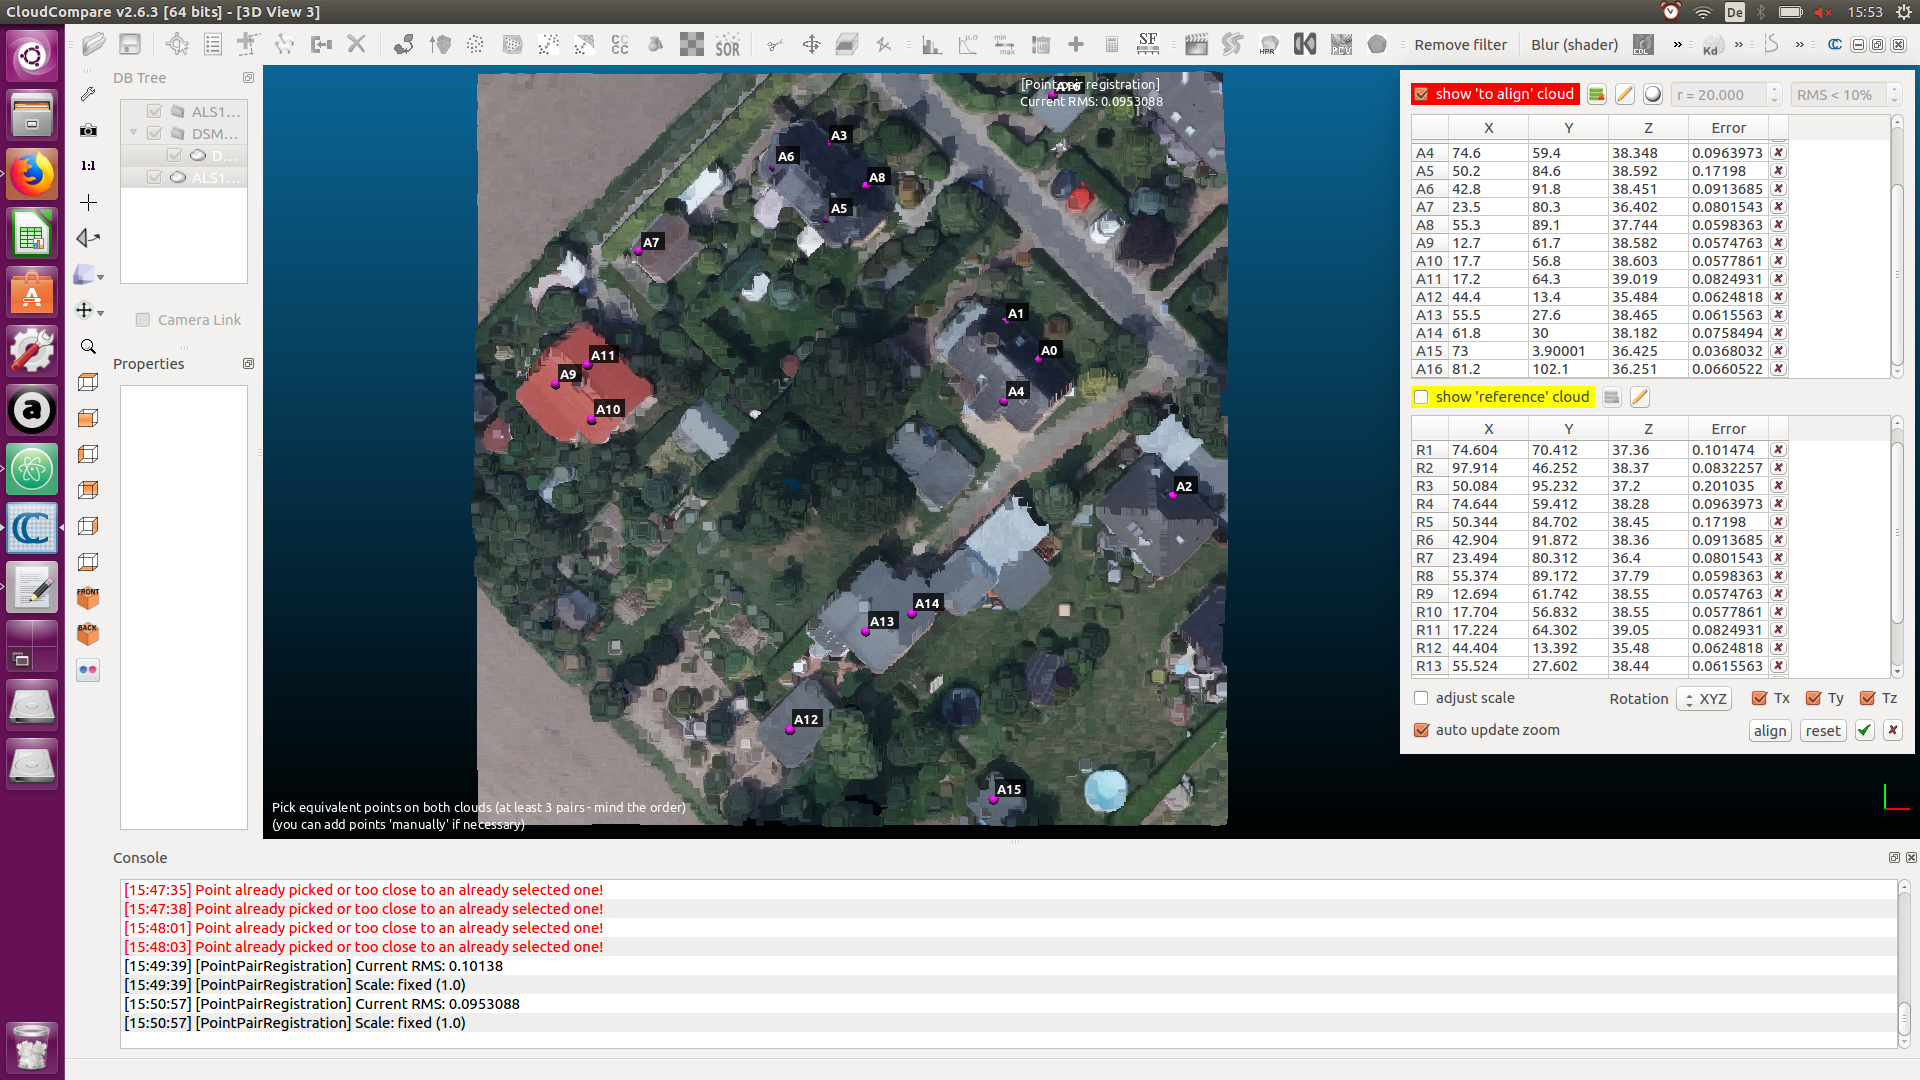 CloudCompare v2.6.3 [64 bits] - [3D View 3]
De
15:53
SOR
SF
Remove filter
Blur (shader)
EDL
»
Kd
»
»
DB Tree
ALS1...
DSM...
D...
ALS1...
Camera Link
Properties
1:1
FRONT
BACK
[Point-pair registration]
Current RMS: 0.0953088
A3
A6
A8
A5
A7
A1
A0
A11
A9
A4
A10
A2
A14
A13
A12
A15
Pick equivalent points on both clouds (at least 3 pairs - mind the order)
(you can add points 'manually' if necessary)
show 'to align' cloud
r = 20.000
RMS < 10%
X Y Z Error
A4 74.6 59.4 38.348 0.0963973
A5 50.2 84.6 38.592 0.17198
A6 42.8 91.8 38.451 0.0913685
A7 23.5 80.3 36.402 0.0801543
A8 55.3 89.1 37.744 0.0598363
A9 12.7 61.7 38.582 0.0574763
A10 17.7 56.8 38.603 0.0577861
A11 17.2 64.3 39.019 0.0824931
A12 44.4 13.4 35.484 0.0624818
A13 55.5 27.6 38.465 0.0615563
A14 61.8 30 38.182 0.0758494
A15 73 3.90001 36.425 0.0368032
A16 81.2 102.1 36.251 0.0660522
show 'reference' cloud
X Y Z Error
R1 74.604 70.412 37.36 0.101474
R2 97.914 46.252 38.37 0.0832257
R3 50.084 95.232 37.2 0.201035
R4 74.644 59.412 38.28 0.0963973
R5 50.344 84.702 38.45 0.17198
R6 42.904 91.872 38.36 0.0913685
R7 23.494 80.312 36.4 0.0801543
R8 55.374 89.172 37.79 0.0598363
R9 12.694 61.742 38.55 0.0574763
R10 17.704 56.832 38.55 0.0577861
R11 17.224 64.302 39.05 0.0824931
R12 44.404 13.392 35.48 0.0624818
R13 55.524 27.602 38.44 0.0615563
adjust scale
Rotation
XYZ
Tx
Ty
Tz
auto update zoom
align
reset
Console
[15:47:35] Point already picked or too close to an already selected one!
[15:47:38] Point already picked or too close to an already selected one!
[15:48:01] Point already picked or too close to an already selected one!
[15:48:03] Point already picked or too close to an already selected one!
[15:49:39] [PointPairRegistration] Current RMS: 0.10138
[15:49:39] [PointPairRegistration] Scale: fixed (1.0)
[15:50:57] [PointPairRegistration] Current RMS: 0.0953088
[15:50:57] [PointPairRegistration] Scale: fixed (1.0)